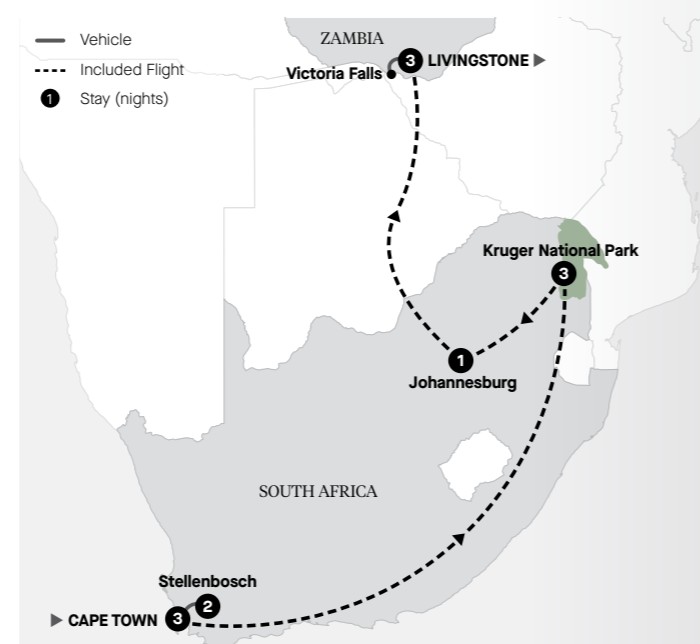 Vehicle
Included Flight
1 Stay (nights)
ZAMBIA
3 LIVINGSTONE
Victoria Falls
Kruger National Park
3
1
Johannesburg
SOUTH AFRICA
Stellenbosch
2
CAPE TOWN 3